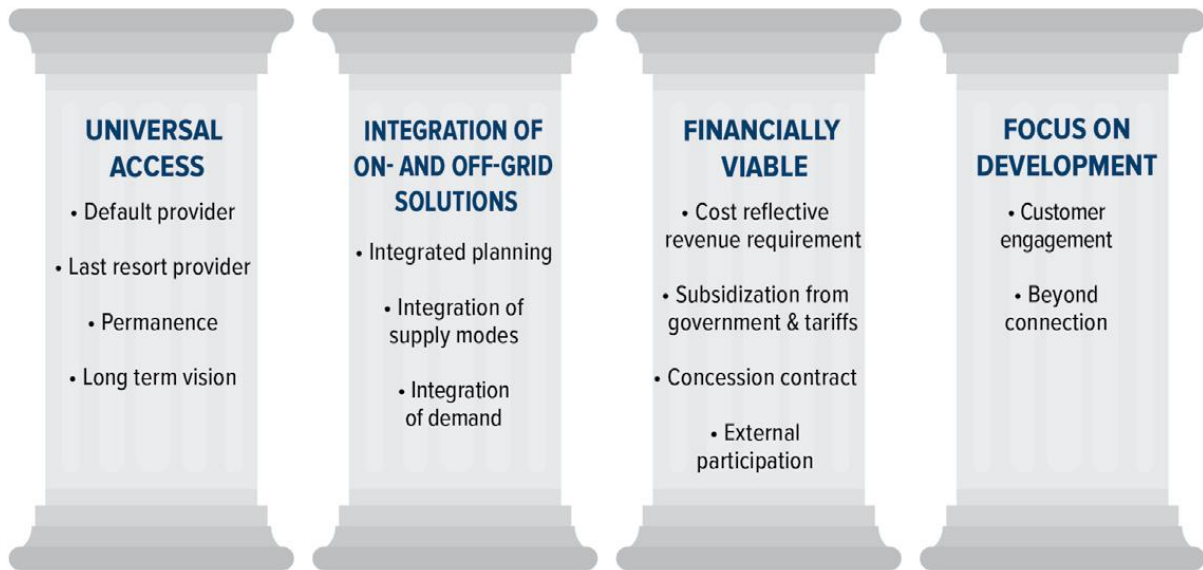 UNIVERSAL
ACCESS
• Default provider
• Last resort provider
• Permanence
• Long term vision
INTEGRATION OF
ON- AND OFF-GRID
SOLUTIONS
• Integrated planning
• Integration of
supply modes
• Integration
of demand
FINANCIALLY
VIABLE
• Cost reflective
revenue requirement
• Subsidization from
government & tariffs
• Concession contract
• External
participation
FOCUS ON
DEVELOPMENT
• Customer
engagement
• Beyond
connection